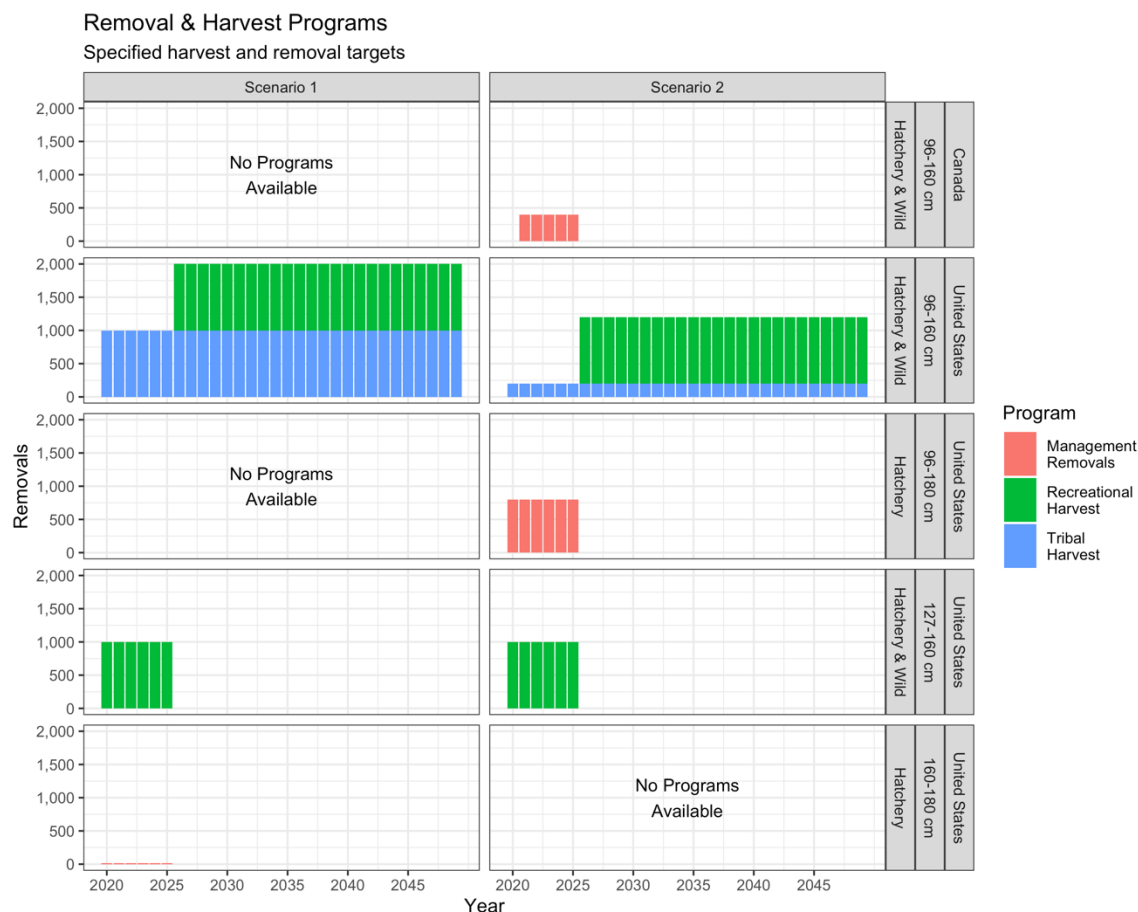 Removal & Harvest Programs
Specified harvest and removal targets
Scenario 1
Scenario 2
2,000
1,500
1,000
500
0
No Programs
Available
Hatchery & Wild
96-160 cm
Canada
2,000
1,500
1,000
500
0
Hatchery & Wild
96-160 cm
United States
2,000
1,500
1,000
500
0
No Programs
Available
Hatchery
96-180 cm
United States
2,000
1,500
1,000
500
0
Hatchery & Wild
127-160 cm
United States
2,000
1,500
1,000
500
0
No Programs
Available
Hatchery
160-180 cm
United States
Removals
2020
2025
2030
2035
2040
2045
2020
2025
2030
2035
2040
2045
Year
Program
Management
Removals
Recreational
Harvest
Tribal
Harvest